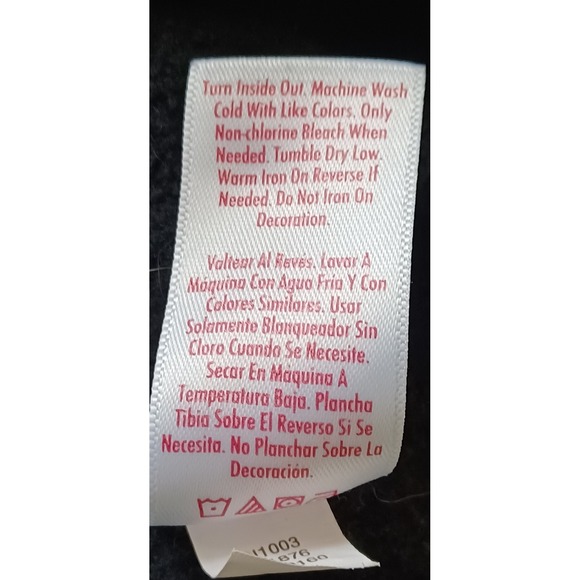 Turn Inside Out. Machine Wash
Cold With Like Colors. Only
Non-chlorine Bleach When
Needed. Tumble Dry Low.
Warm Iron On Reverse If
Needed. Do Not Iron On
Decoration.
Voltear Al Reves. Lavar A
Máquina Con Agua Fría Y Con
Colores Similares. Usar
Solamente Blanqueador Sin
Cloro Cuando Se Necesite.
Secar En Maquina A
Temperatura Baja. Plancha
Tibia Sobre El Reverso Si Se
Necesita. No Planchar Sobre La
Decoración.
876